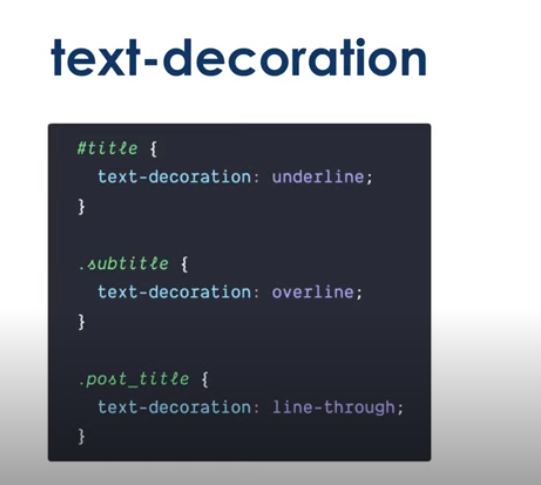 text-decoration
#title {
text-decoration: underline;
}
.subtitle {
text-decoration: overline;
}
.post_title {
text-decoration: line-through;
}